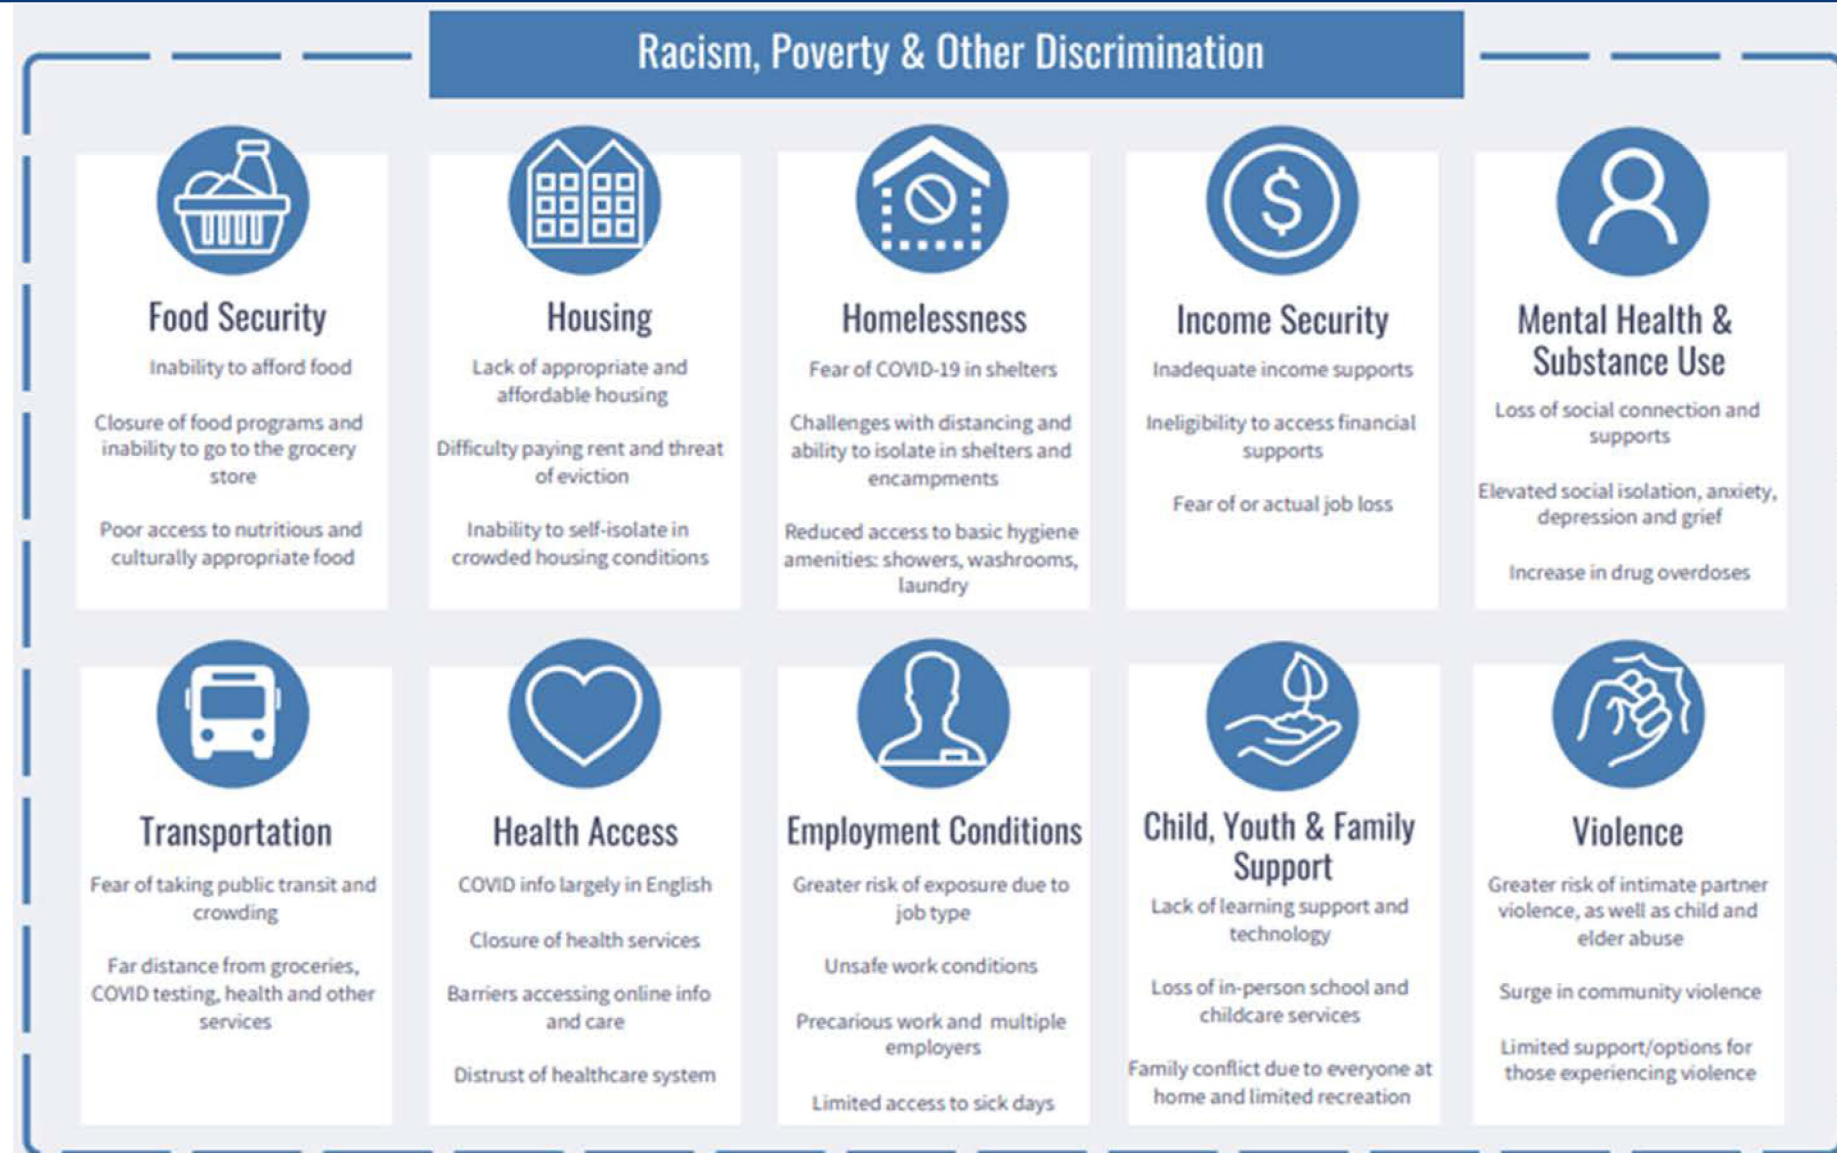 Racism, Poverty & Other Discrimination
Food Security
Inability to afford food
Closure of food programs and
inability to go to the grocery
store
Poor access to nutritious and
culturally appropriate food
Housing
Lack of appropriate and
affordable housing
Difficulty paying rent and threat
of eviction
Inability to self-isolate in
crowded housing conditions
Homelessness
Fear of COVID-19 in shelters
Challenges with distancing and
ability to isolate in shelters and
encampments
Reduced access to basic hygiene
amenities: showers, washrooms,
laundry
$
Income Security
Inadequate income supports
Ineligibility to access financial
supports
Fear of or actual job loss
Mental Health &
Substance Use
Loss of social connection and
supports
Elevated social isolation, anxiety,
depression and grief
Increase in drug overdoses
Transportation
Fear of taking public transit and
crowding
Far distance from groceries,
COVID testing, health and other
services
Health Access
COVID info largely in English
Closure of health services
Barriers accessing online info
and care
Distrust of healthcare system
Employment Conditions
Greater risk of exposure due to
job type
Unsafe work conditions
Precarious work and multiple
employers
Limited access to sick days
Child, Youth & Family
Support
Lack of learning support and
technology
Loss of in-person school and
childcare services
Family conflict due to everyone at
home and limited recreation
Violence
Greater risk of intimate partner
violence, as well as child and
elder abuse
Surge in community violence
Limited support/options for
those experiencing violence